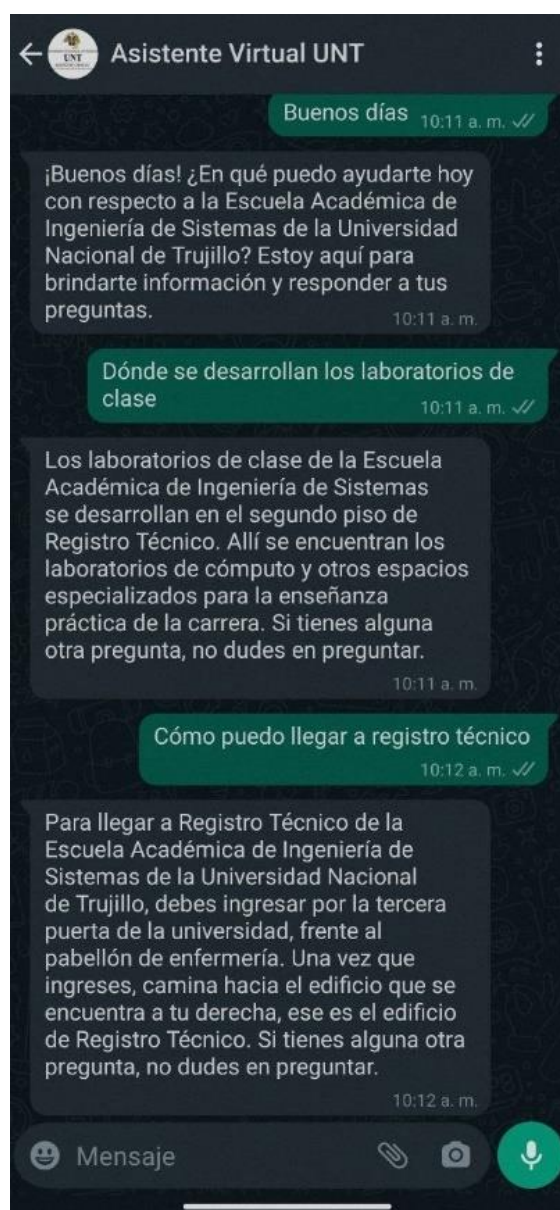 UNT
Asistente Virtual UNT
Buenos días 10:11 a. m.
¡Buenos días! ¿En qué puedo ayudarte hoy
con respecto a la Escuela Académica de
Ingeniería de Sistemas de la Universidad
Nacional de Trujillo? Estoy aquí para
brindarte información y responder a tus
preguntas.
10:11 a. m.
Dónde se desarrollan los laboratorios de
clase
10:11 a. m.
Los laboratorios de clase de la Escuela
Académica de Ingeniería de Sistemas
se desarrollan en el segundo piso de
Registro Técnico. Allí se encuentran los
laboratorios de cómputo y otros espacios
especializados para la enseñanza
práctica de la carrera. Si tienes alguna
otra pregunta, no dudes en preguntar.
10:11 a. m.
Cómo puedo llegar a registro técnico
10:12 a. m.
Para llegar a Registro Técnico de la
Escuela Académica de Ingeniería de
Sistemas de la Universidad Nacional
de Trujillo, debes ingresar por la tercera
puerta de la universidad, frente al
pabellón de enfermería. Una vez que
ingreses, camina hacia el edificio que se
encuentra a tu derecha, ese es el edificio
de Registro Técnico. Si tienes alguna otra
pregunta, no dudes en preguntar.
10:12 a. m.
Mensaje